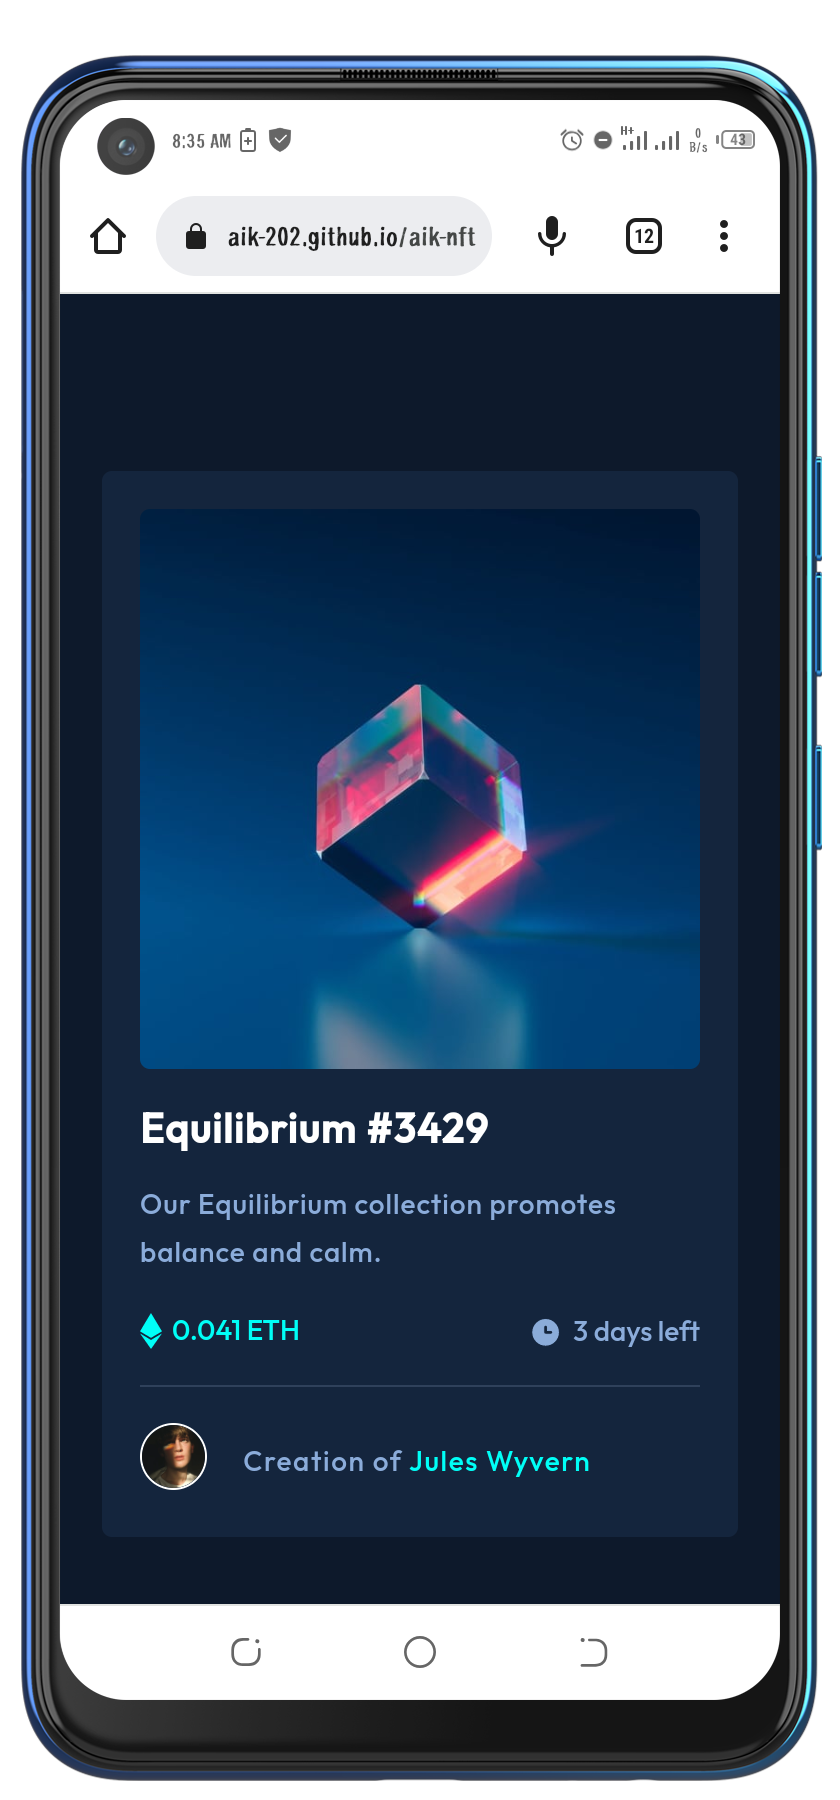 8:35 AM
H+
0
B/s
43
aik-202.github.io/aik-nft
12
Equilibrium #3429
Our Equilibrium collection promotes
balance and calm.
0.041 ETH
3 days left
Creation of Jules Wyvern